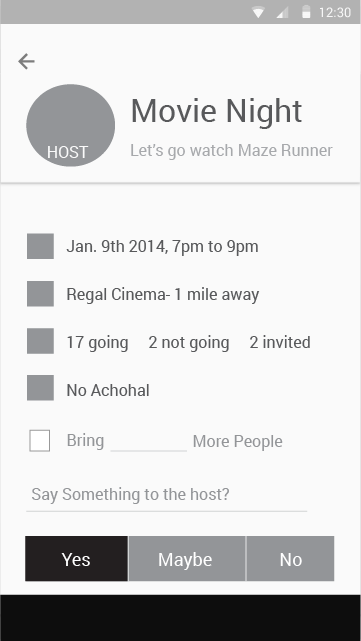 12:30
Movie Night
HOST
Let's go watch Maze Runner
Jan. 9th 2014, 7pm to 9pm
Regal Cinema- 1 mile away
17 going 2 not going 2 invited
No Achohal
Bring More People
Say Something to the host?
Yes Maybe No